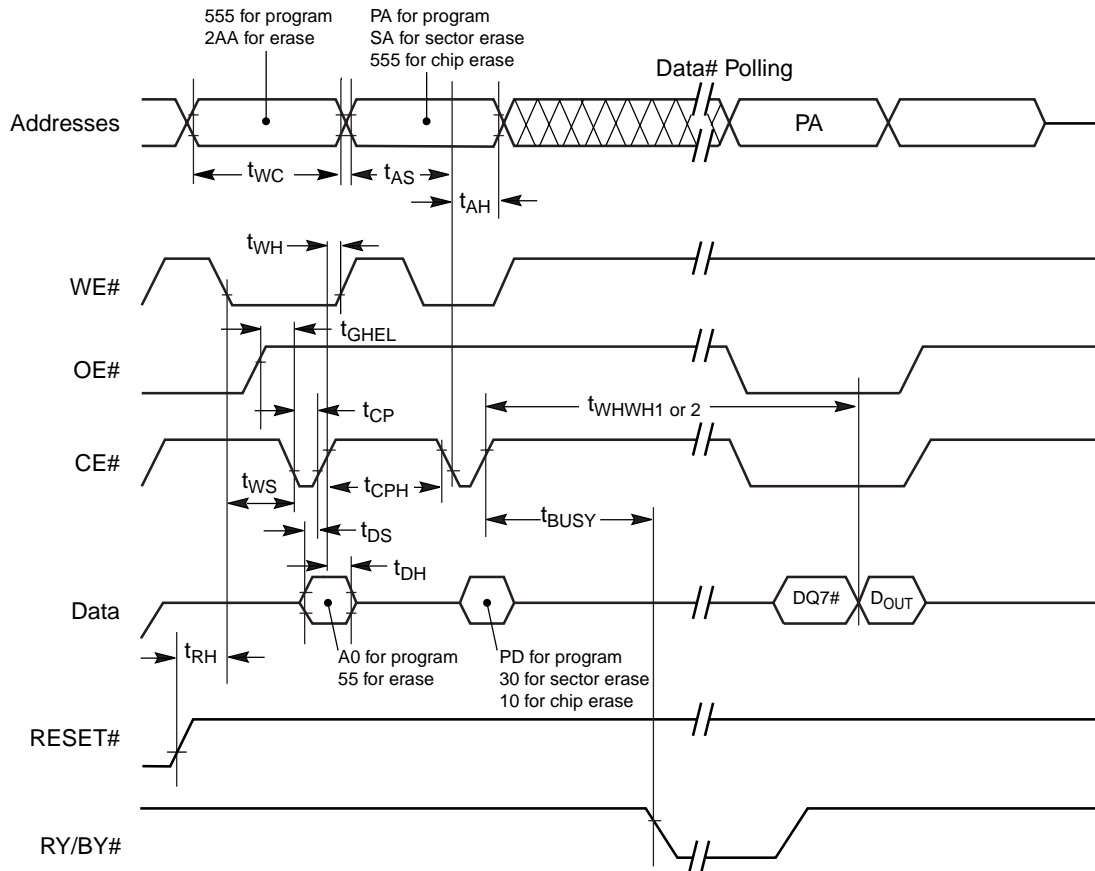 555 for program
2AA for erase
PA for program
SA for sector erase
555 for chip erase
Data# Polling
Addresses
PA
tWC
tAS
tAH
tWH
WE#
tGHEL
OE#
tWHWH1 or 2
tCP
CE#
tWS
tCPH
tBUSY
tDS
tDH
Data
DQ7#
DOUT
tRH
A0 for program
55 for erase
PD for program
30 for sector erase
10 for chip erase
RESET#
RY/BY#